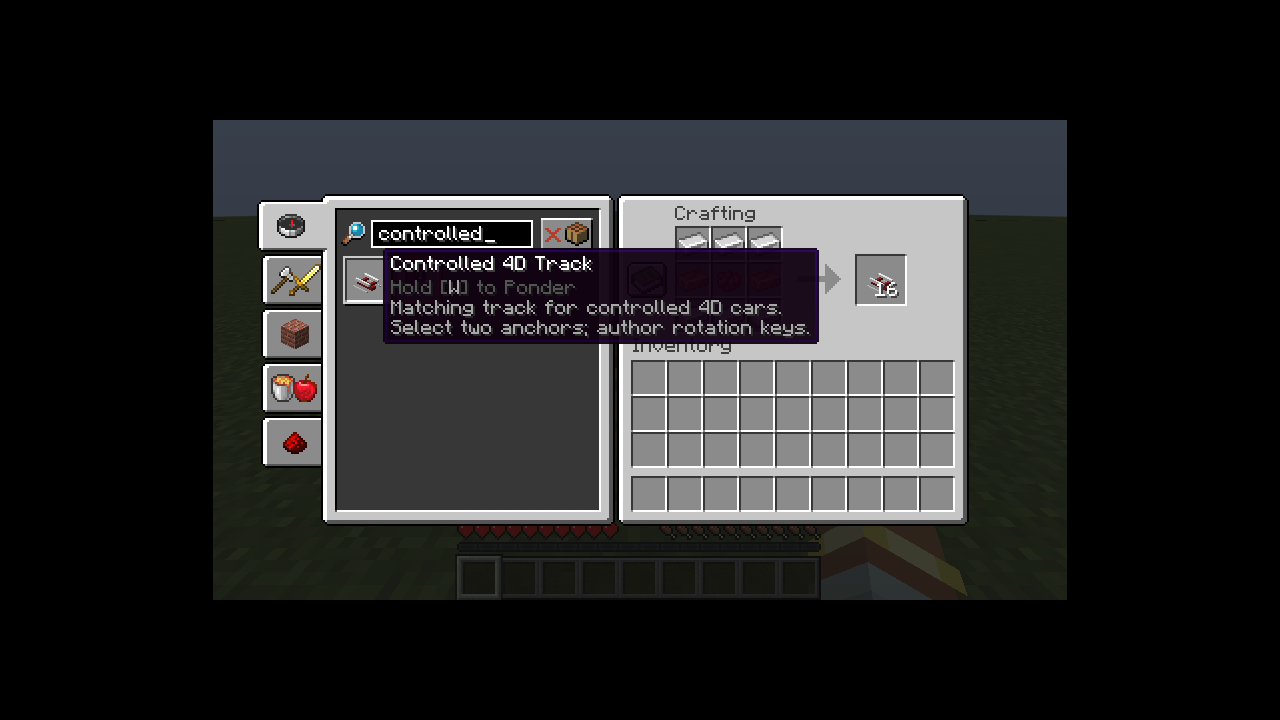 controlled_
Crafting
Controlled 4D Track
Hold [W] to Ponder
Matching track for controlled 4D cars.
Select two anchors; author rotation keys.
16
Inventory